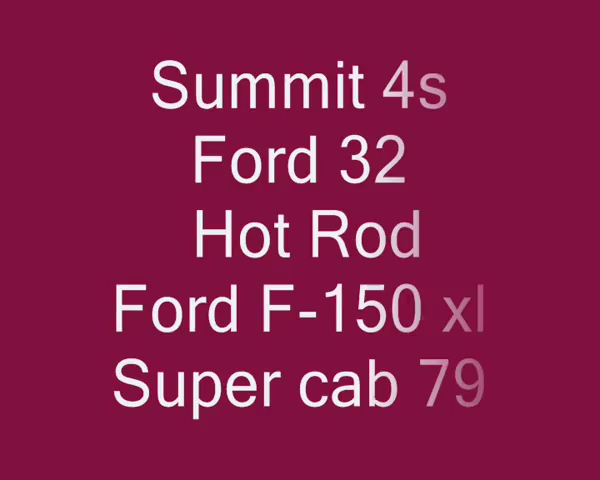 Summit 4s
Ford 32
Hot Rod
Ford F-150 xl
Super cab 79